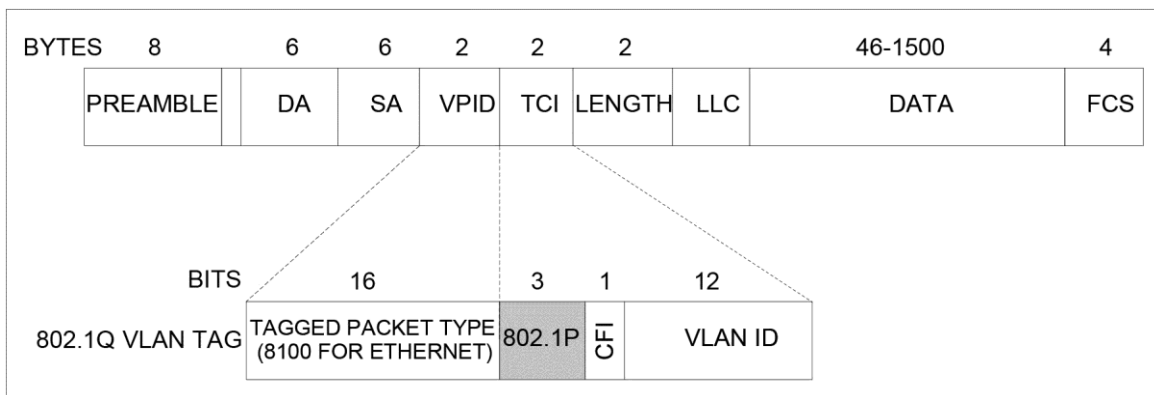 BYTES 8 6 6 2 2 2 46-1500 4
PREAMBLE DA SA VPID TCI LENGTH LLC DATA FCS
BITS 16 3 1 12
802.1Q VLAN TAG TAGGED PACKET TYPE
(8100 FOR ETHERNET) 802.1P CFI VLAN ID